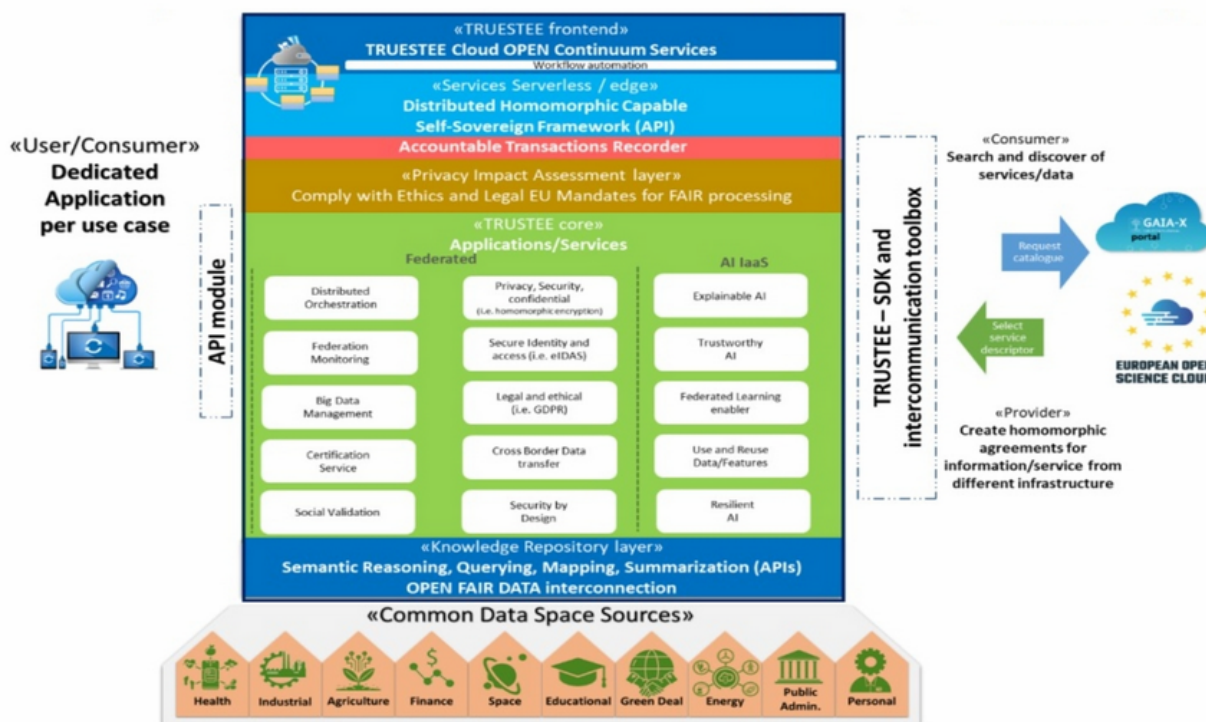 «TRUESTEE frontend»
TRUESTEE Cloud OPEN Continuum Services
Workflow automation
«Services Serverless / edge»
Distributed Homomorphic Capable
Self-Sovereign Framework (API)
Accountable Transactions Recorder
«Privacy Impact Assessment layer»
Comply with Ethics and Legal EU Mandates for FAIR processing
«TRUSTEE core»
Applications/Services
Federated
AI IaaS
Distributed
Orchestration
Privacy, Security,
confidential
(i.e. homomorphic encryption)
Explainable AI
Federation
Monitoring
Secure Identity and
access (i.e. eIDAS)
Trustworthy
AI
Big Data
Management
Legal and ethical
(i.e. GDPR)
Federated Learning
enabler
Certification
Service
Cross Border Data
transfer
Use and Reuse
Data/Features
Social Validation
Security by
Design
Resilient
AI
«Knowledge Repository layer»
Semantic Reasoning, Querying, Mapping, Summarization (APIs)
OPEN FAIR DATA interconnection
«Common Data Space Sources»
Health
Industrial
Agriculture
Finance
Space
Educational
Green Deal
Energy
Public
Admin.
Personal
«User/Consumer»
Dedicated
Application
per use case
API module
TRUSTEE – SDK and
intercommunication toolbox
«Consumer»
Search and discover of
services/data
Request
catalogue
GAIA-X
portal
Select
service
descriptor
EUROPEAN OPEN
SCIENCE CLOUD
«Provider»
Create homomorphic
agreements for
information/service from
different infrastructure